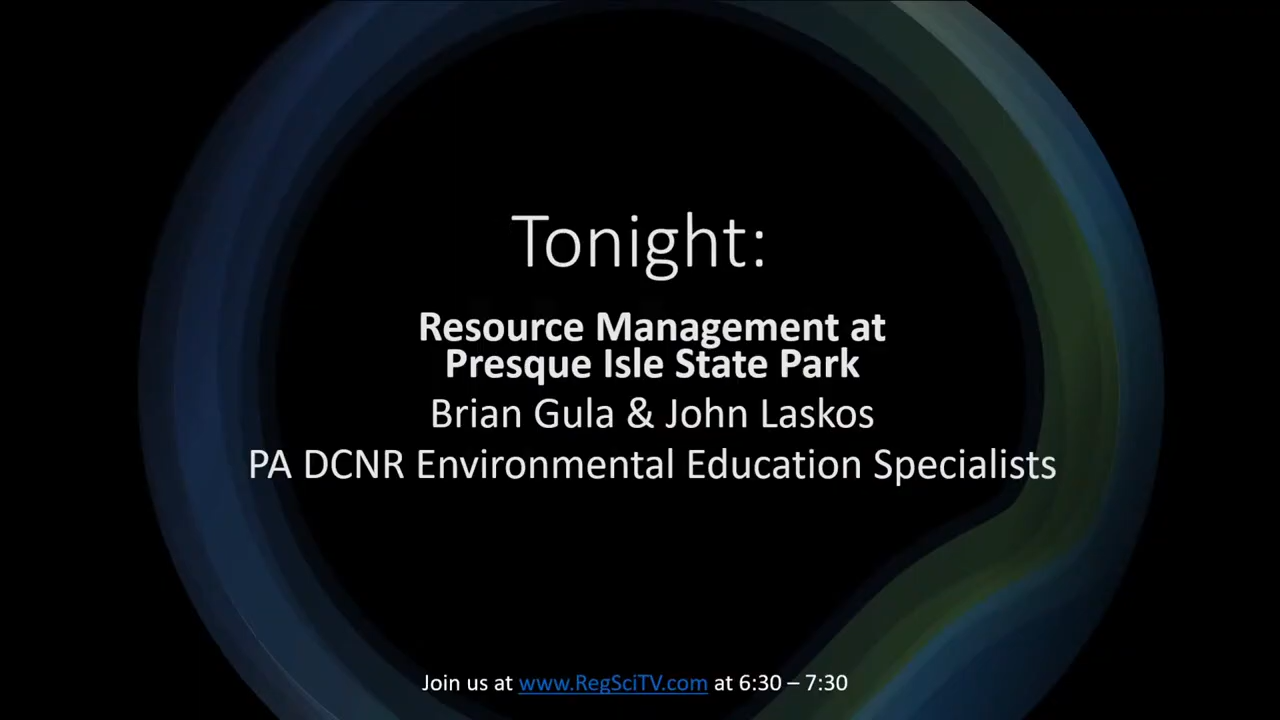 Tonight:
Resource Management at
Presque Isle State Park
Brian Gula & John Laskos
PA DCNR Environmental Education Specialists
Join us at www.RegSciTV.com at 6:30 – 7:30